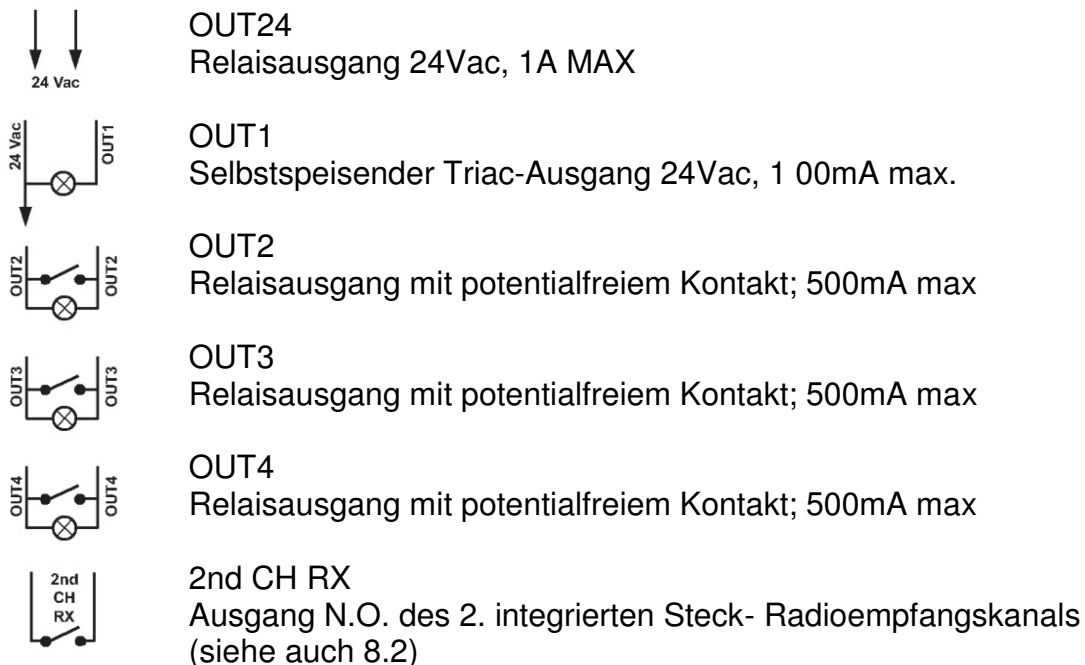 24 Vac
OUT24
Relaisausgang 24Vac, 1A MAX
24 Vac
OUT1
OUT1
Selbstspeisender Triac-Ausgang 24Vac, 1 00mA max.
OUT2
OUT2
OUT2
Relaisausgang mit potentialfreiem Kontakt; 500mA max
OUT3
OUT3
OUT3
Relaisausgang mit potentialfreiem Kontakt; 500mA max
OUT4
OUT4
OUT4
Relaisausgang mit potentialfreiem Kontakt; 500mA max
2nd
CH
RX
2nd CH RX
Ausgang N.O. des 2. integrierten Steck- Radioempfangskanals
(siehe auch 8.2)